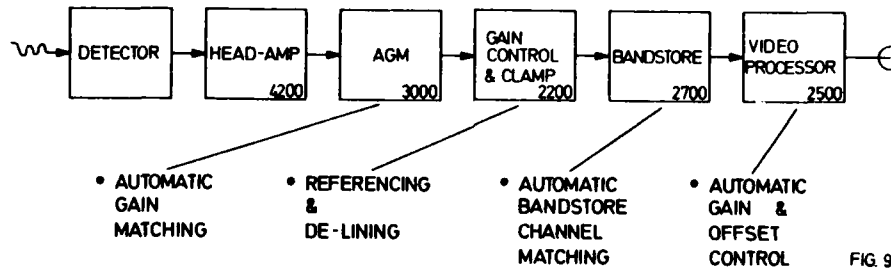 DETECTOR
HEAD-AMP
4200
AGM
3000
GAIN
CONTROL
& CLAMP
2200
BANDSTORE
2700
VIDEO
PROCESSOR
2500
• AUTOMATIC
GAIN
MATCHING
• REFERENCING
&
DE-LINING
• AUTOMATIC
BANDSTORE
CHANNEL
MATCHING
• AUTOMATIC
GAIN &
OFFSET
CONTROL
FIG. 9